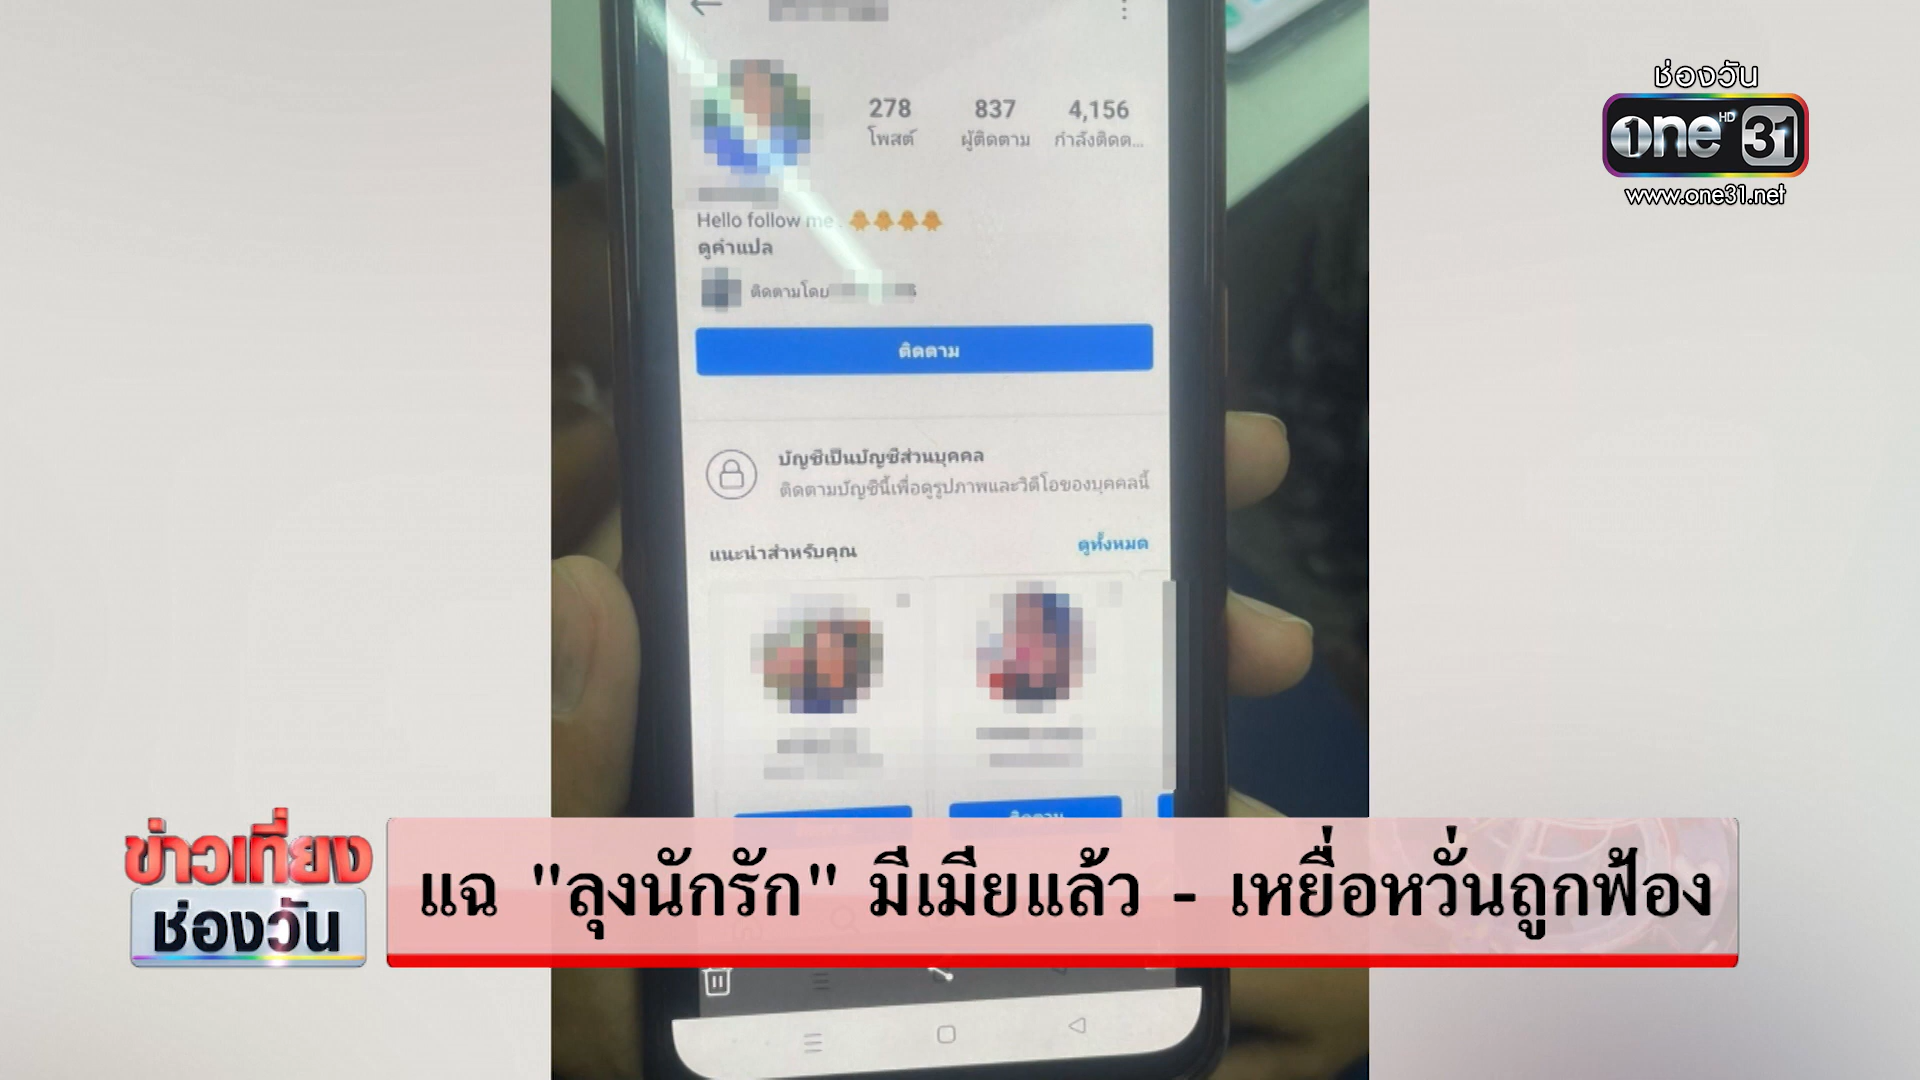 ช่องวัน
one HD 31
www.one31.net
278 837 4,156
โพสต์ ผู้ติดตาม กำลังติดต...
Hello follow me .
ดูคำแปล
ติดตามโดย
ติดตาม
บัญชีเป็นบัญชีส่วนบุคคล
ติดตามบัญชีนี้เพื่อดูรูปภาพและวิดีโอของบุคคลนี้
แนะนำสำหรับคุณ ดูทั้งหมด
ติดตาม
ข่าวเที่ยง
ช่องวัน
แฉ "ลุงนักรัก" มีเมียแล้ว - เหยื่อหวั่นถูกฟ้อง